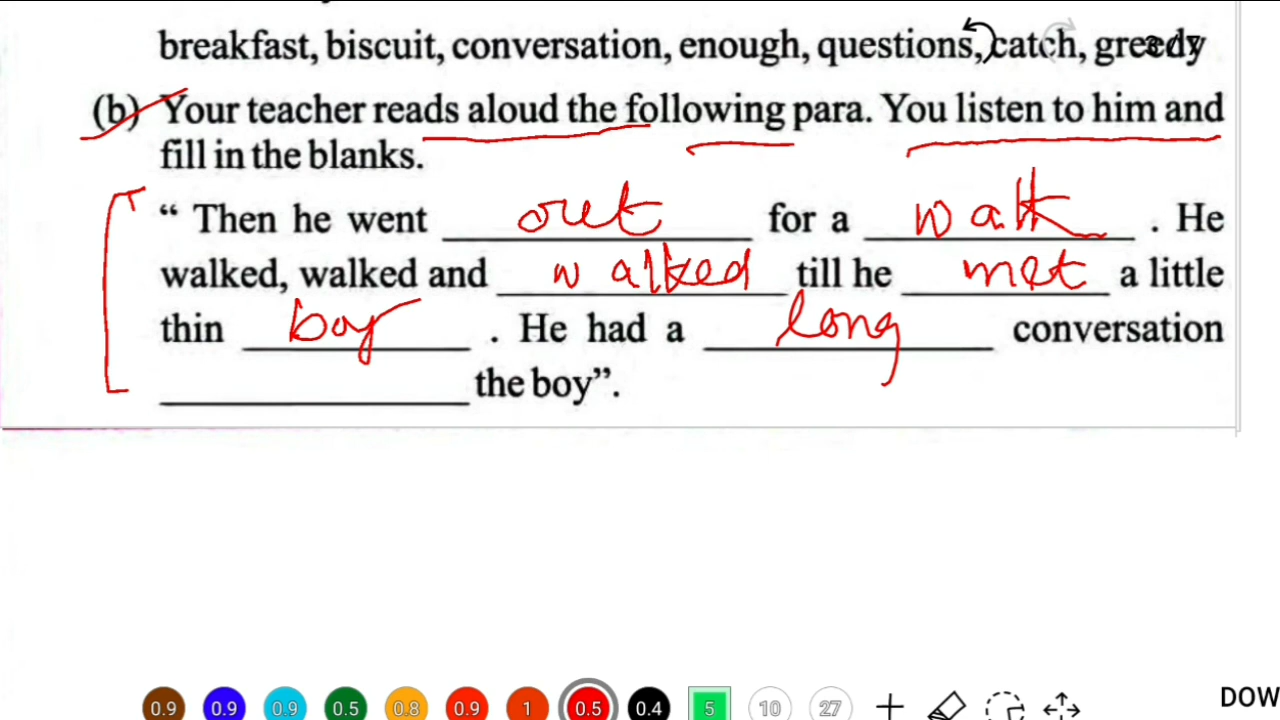 breakfast, biscuit, conversation, enough, questions, catch, greedy
(b) Your teacher reads aloud the following para. You listen to him and
fill in the blanks.
“ Then he went out for a walk . He
walked, walked and walked till he met a little
thin boy . He had a long conversation
the boy”.
0.9 0.9 0.9 0.5 0.8 0.9 1 0.5 0.4 5 10 27
DOW